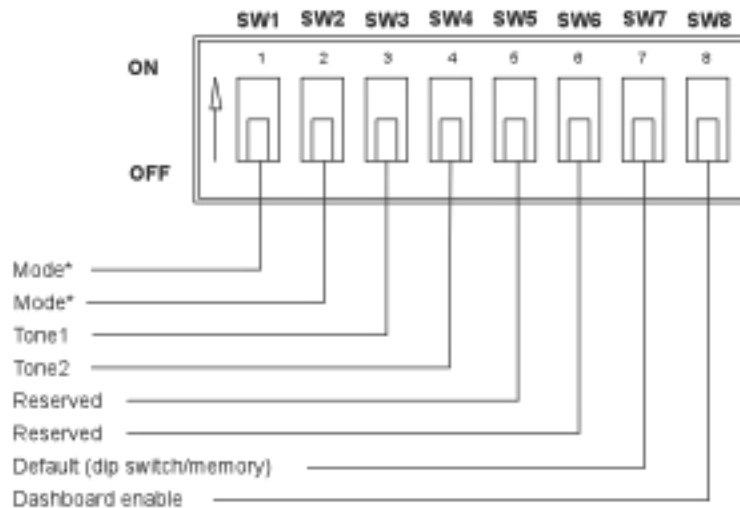 SW1 SW2 SW3 SW4 SW5 SW6 SW7 SW8
1 2 3 4 5 6 7 8
ON
OFF
Mode*
Mode*
Tone1
Tone2
Reserved
Reserved
Default (dip switch/memory)
Dashboard enable